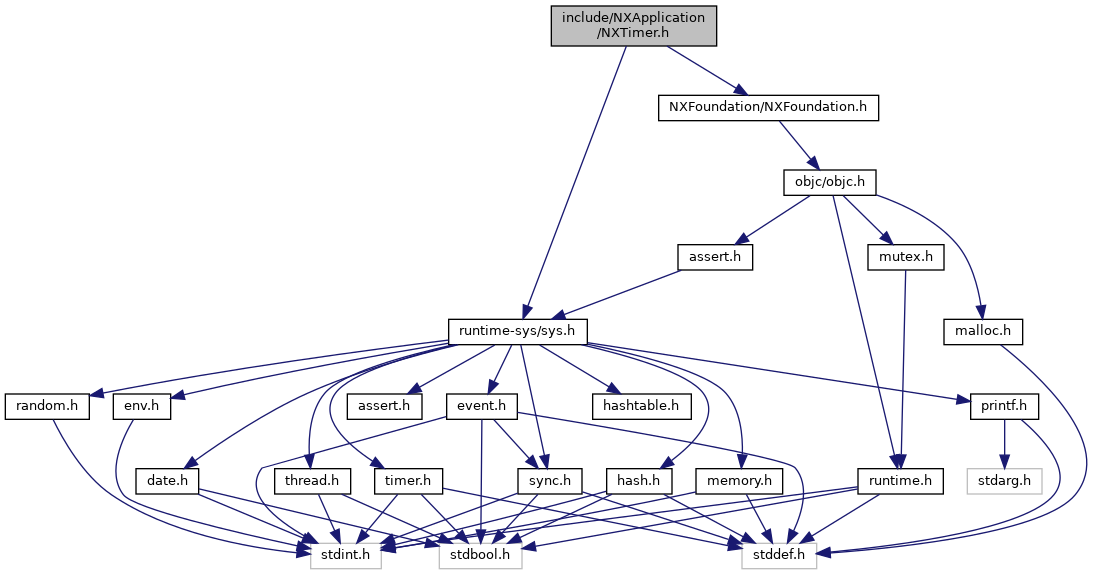 include/NXApplication
/NXTimer.h
NXFoundation/NXFoundation.h
objc/objc.h
assert.h
mutex.h
runtime-sys/sys.h
malloc.h
random.h
env.h
assert.h
event.h
hashtable.h
printf.h
date.h
thread.h
timer.h
sync.h
hash.h
memory.h
runtime.h
stdarg.h
stdint.h
stdbool.h
stddef.h